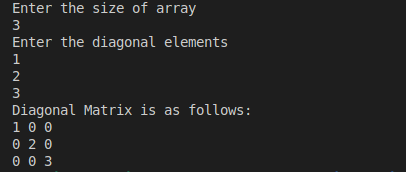 Enter the size of array
3
Enter the diagonal elements
1
2
3
Diagonal Matrix is as follows:
1 0 0
0 2 0
0 0 3